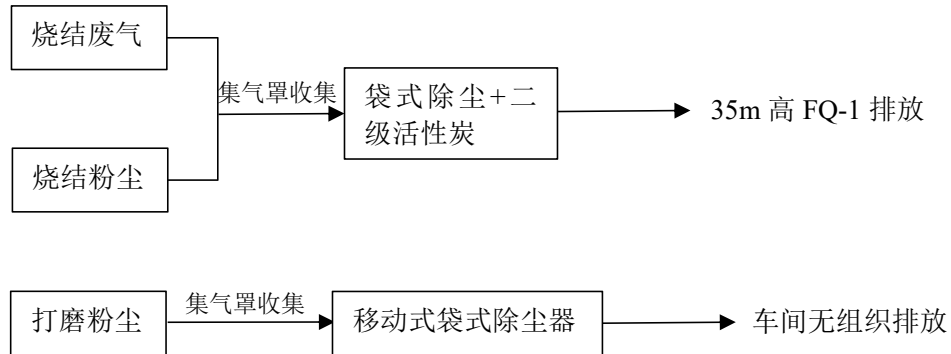 烧结废气
集气罩收集
袋式除尘+二
级活性炭
35m 高 FQ-1 排放
烧结粉尘
打磨粉尘
集气罩收集
移动式袋式除尘器
车间无组织排放